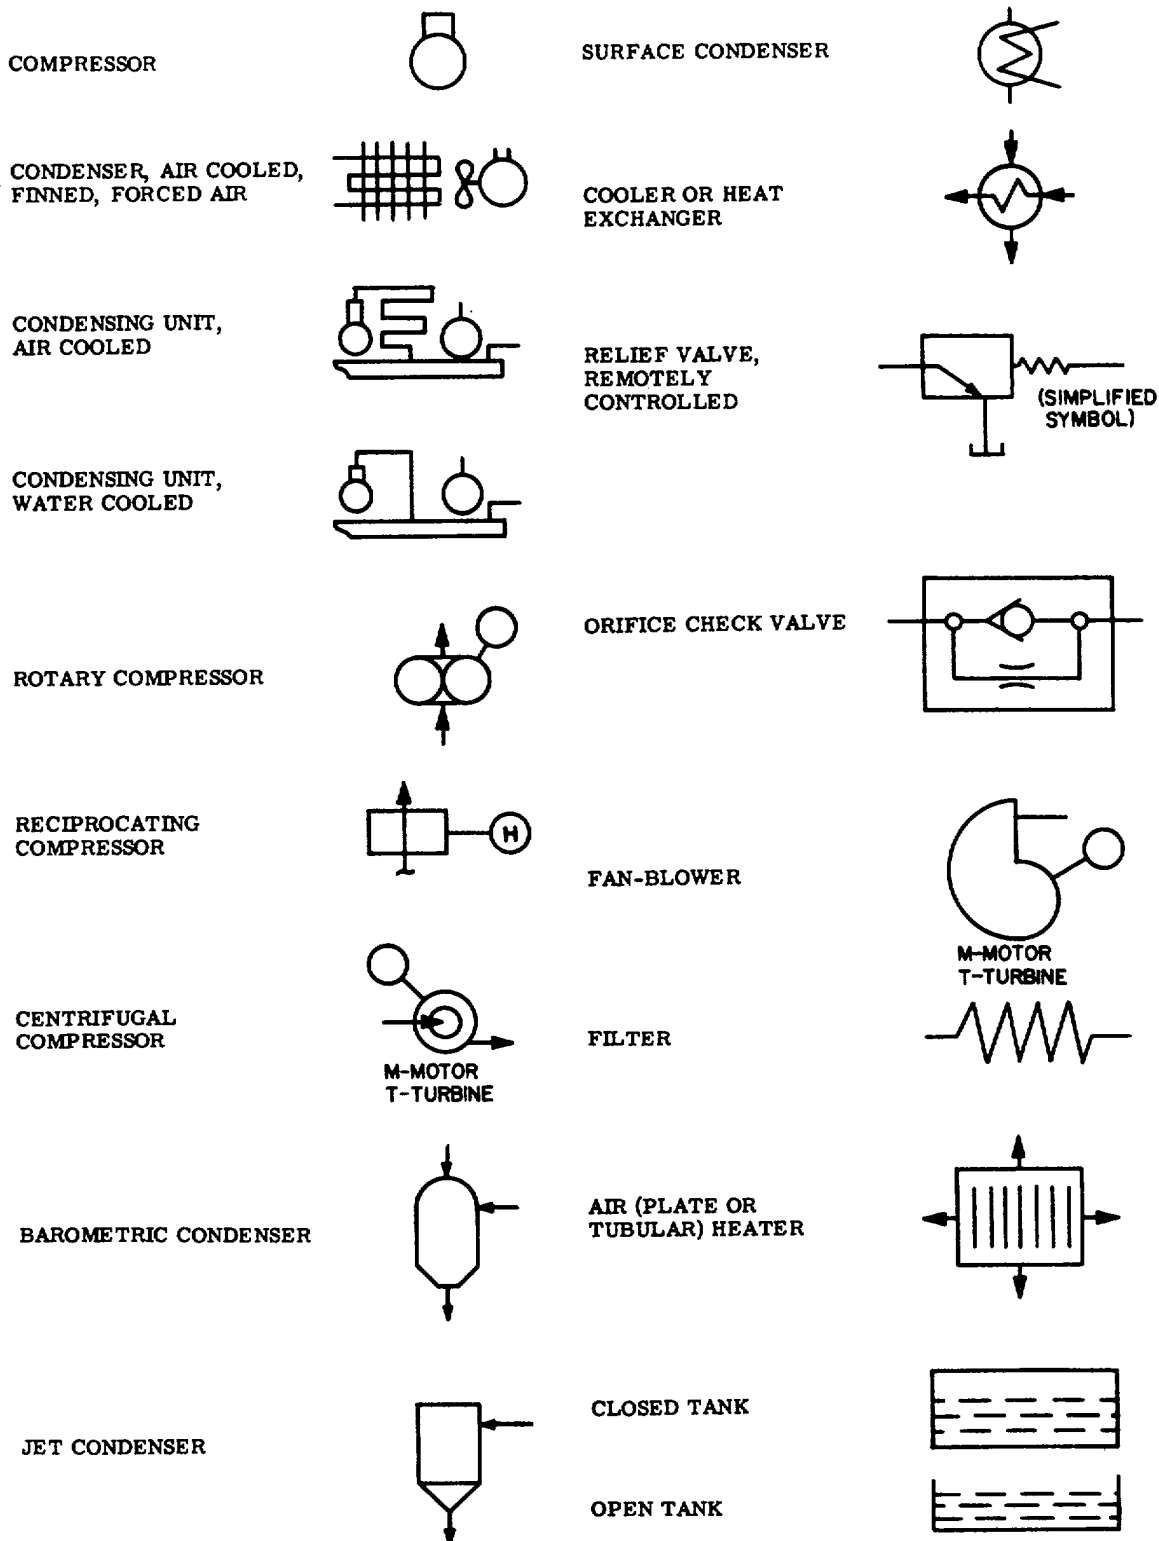 COMPRESSOR
CONDENSER, AIR COOLED,
FINNED, FORCED AIR
CONDENSING UNIT,
AIR COOLED
CONDENSING UNIT,
WATER COOLED
ROTARY COMPRESSOR
RECIPROCATING
COMPRESSOR
H
CENTRIFUGAL
COMPRESSOR
M-MOTOR
T-TURBINE
BAROMETRIC CONDENSER
JET CONDENSER
SURFACE CONDENSER
COOLER OR HEAT
EXCHANGER
RELIEF VALVE,
REMOTELY
CONTROLLED
(SIMPLIFIED
SYMBOL)
ORIFICE CHECK VALVE
FAN-BLOWER
M-MOTOR
T-TURBINE
FILTER
AIR (PLATE OR
TUBULAR) HEATER
CLOSED TANK
OPEN TANK